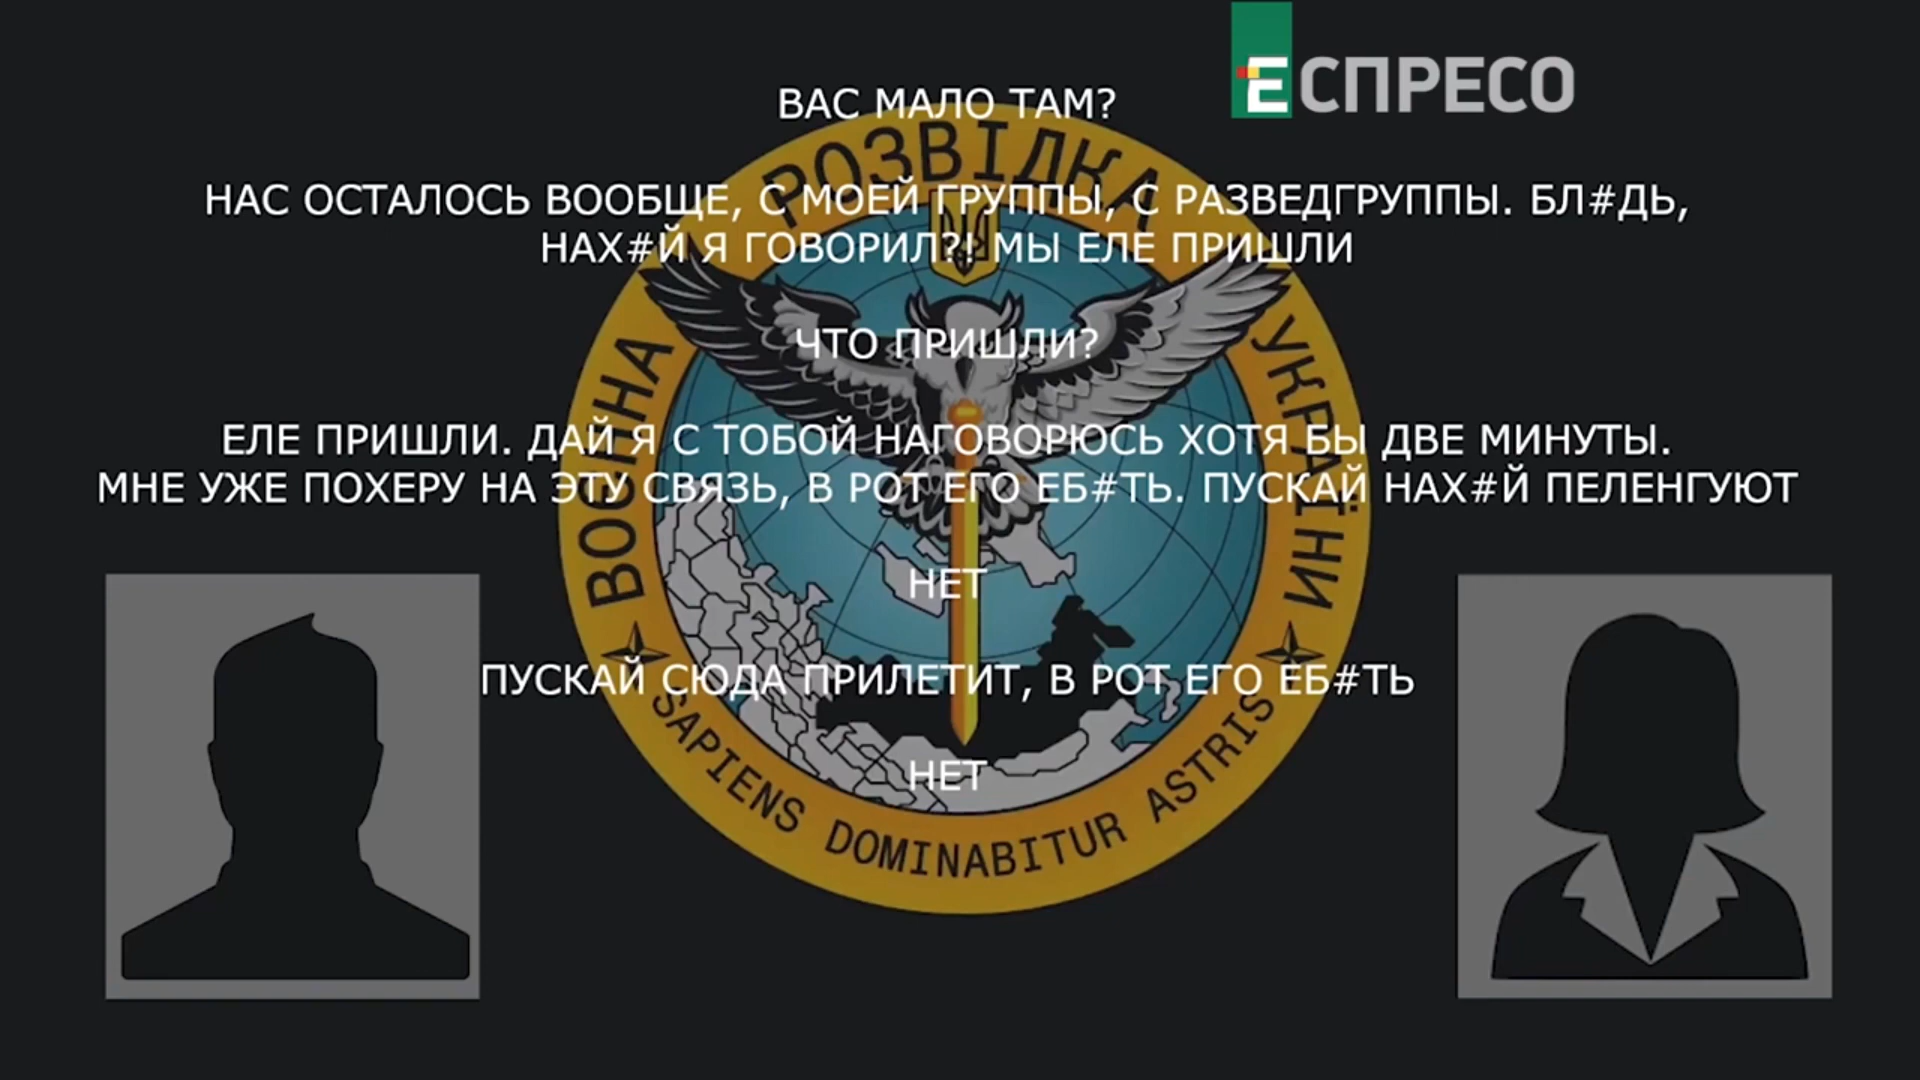 ЕСПРЕСО
ВАС МАЛО ТАМ?
НАС ОСТАЛОСЬ ВООБЩЕ, С МОЕЙ ГРУППЫ, С РАЗВЕДГРУППЫ. БЛ#ДЬ,
НАХ#Й Я ГОВОРИЛ?! МЫ ЕЛЕ ПРИШЛИ
ЧТО ПРИШЛИ?
ЕЛЕ ПРИШЛИ. ДАЙ Я С ТОБОЙ НАГОВОРЮСЬ ХОТЯ БЫ ДВЕ МИНУТЫ.
МНЕ УЖЕ ПОХЕРУ НА ЭТУ СВЯЗЬ, В РОТ ЕГО ЕБ#ТЬ. ПУСКАЙ НАХ#Й ПЕЛЕНГУЮТ
НЕТ
ПУСКАЙ СЮДА ПРИЛЕТИТ, В РОТ ЕГО ЕБ#ТЬ
НЕТ
ВОЄННА РОЗВІДКА УКРАЇНИ
SAPIENS DOMINABITUR ASTRIS